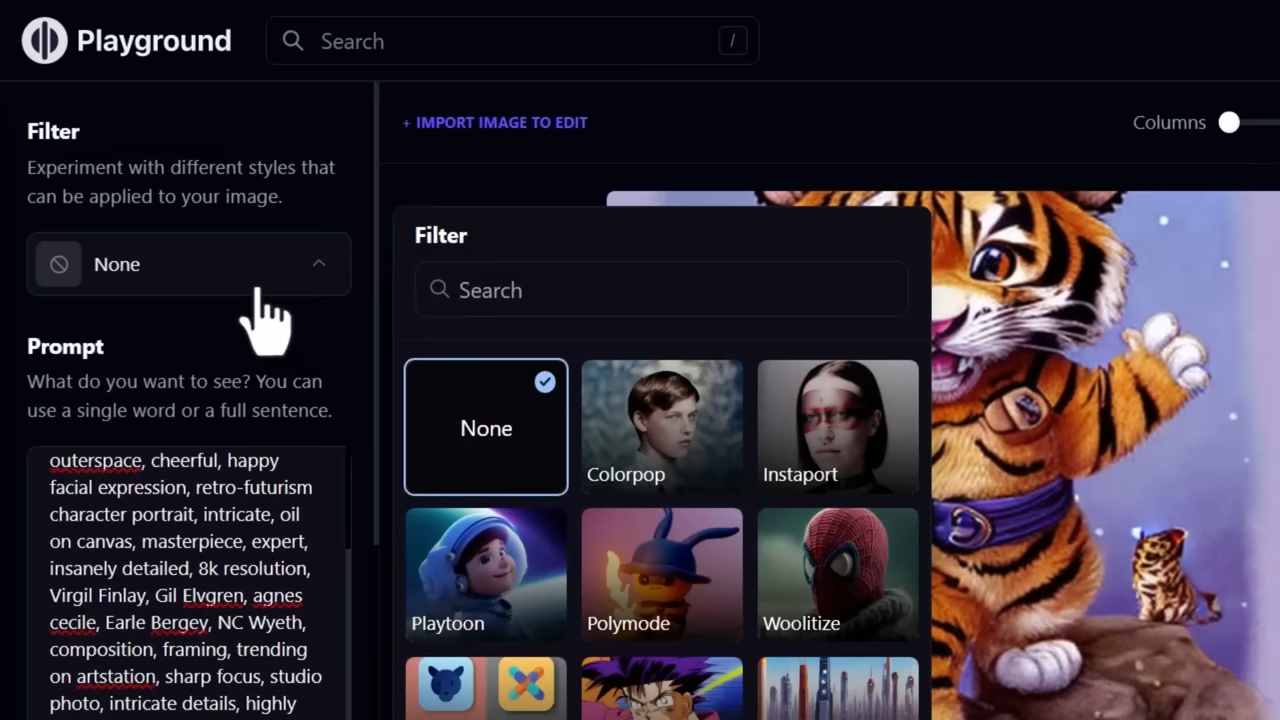 Playground
Search
/
Filter
Experiment with different styles that
can be applied to your image.
None
Prompt
What do you want to see? You can
use a single word or a full sentence.
outerspace, cheerful, happy
facial expression, retro-futurism
character portrait, intricate, oil
on canvas, masterpiece, expert,
insanely detailed, 8k resolution,
Virgil Finlay, Gil Elvgren, agnes
cecile, Earle Bergey, NC Wyeth,
composition, framing, trending
on artstation, sharp focus, studio
photo, intricate details, highly
+ IMPORT IMAGE TO EDIT
Columns
Filter
Search
None
Colorpop
Instaport
Playtoon
Polymode
Woolitize